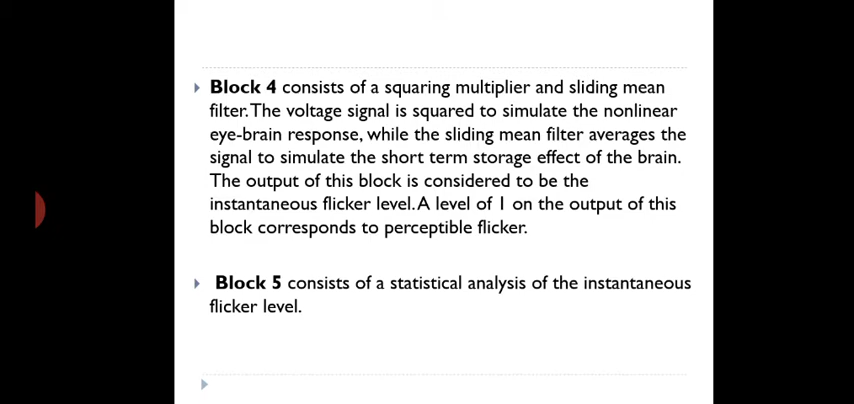 Block 4 consists of a squaring multiplier and sliding mean
filter. The voltage signal is squared to simulate the nonlinear
eye-brain response, while the sliding mean filter averages the
signal to simulate the short term storage effect of the brain.
The output of this block is considered to be the
instantaneous flicker level. A level of 1 on the output of this
block corresponds to perceptible flicker.
Block 5 consists of a statistical analysis of the instantaneous
flicker level.